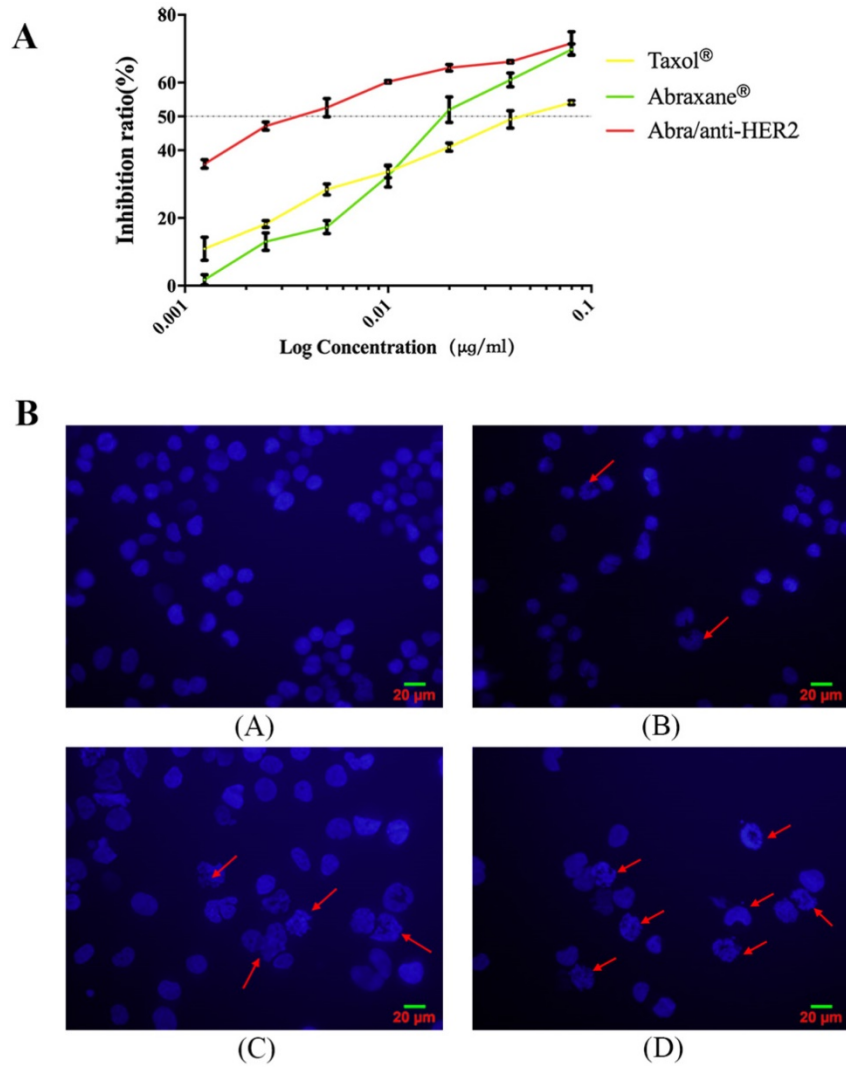 A
Inhibition ratio(%)
80
60
50
40
20
0
0.001
0.01
0.1
Log Concentration (μg/ml)
Taxol®
Abraxane®
Abra/anti-HER2
B
20 μm
20 μm
(A)
(B)
20 μm
20 μm
(C)
(D)